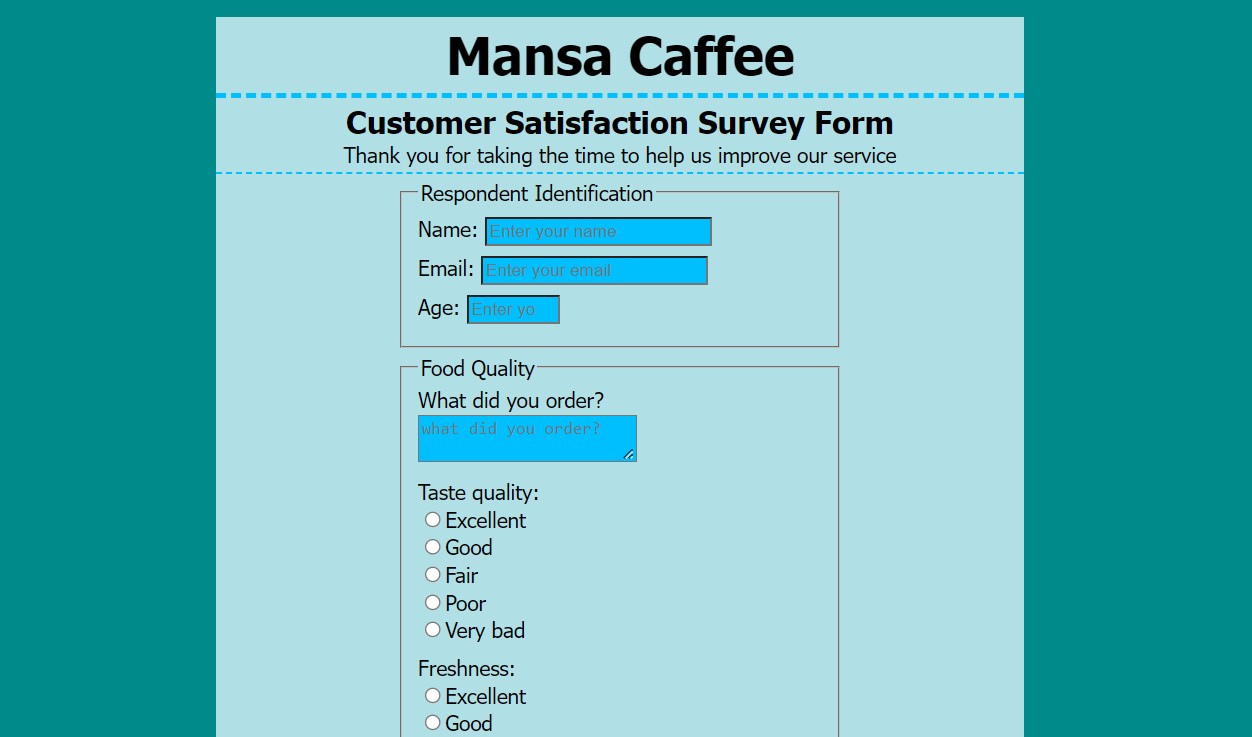 Mansa Caffee
Customer Satisfaction Survey Form
Thank you for taking the time to help us improve our service
Respondent Identification
Name: Enter your name
Email: Enter your email
Age: Enter yo
Food Quality
What did you order?
what did you order?
Taste quality:
Excellent
Good
Fair
Poor
Very bad
Freshness:
Excellent
Good